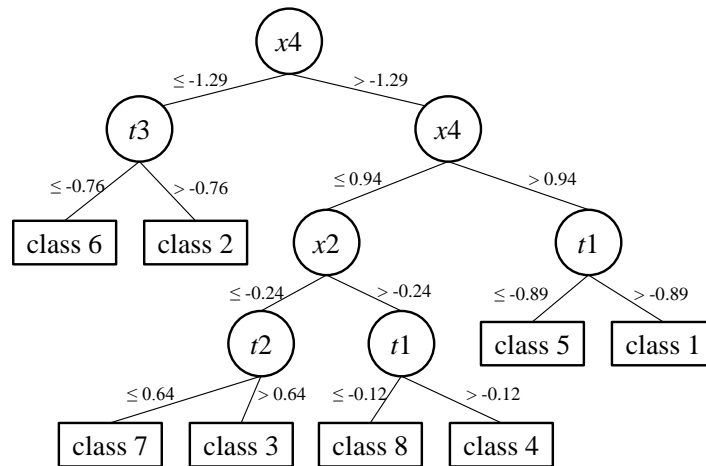 x4
≤ -1.29 > -1.29
t3 x4
≤ -0.76 > -0.76 ≤ 0.94 > 0.94
class 6 class 2 x2 t1
≤ -0.24 > -0.24 ≤ -0.89 > -0.89
t2 t1 class 5 class 1
≤ 0.64 > 0.64 ≤ -0.12 > -0.12
class 7 class 3 class 8 class 4